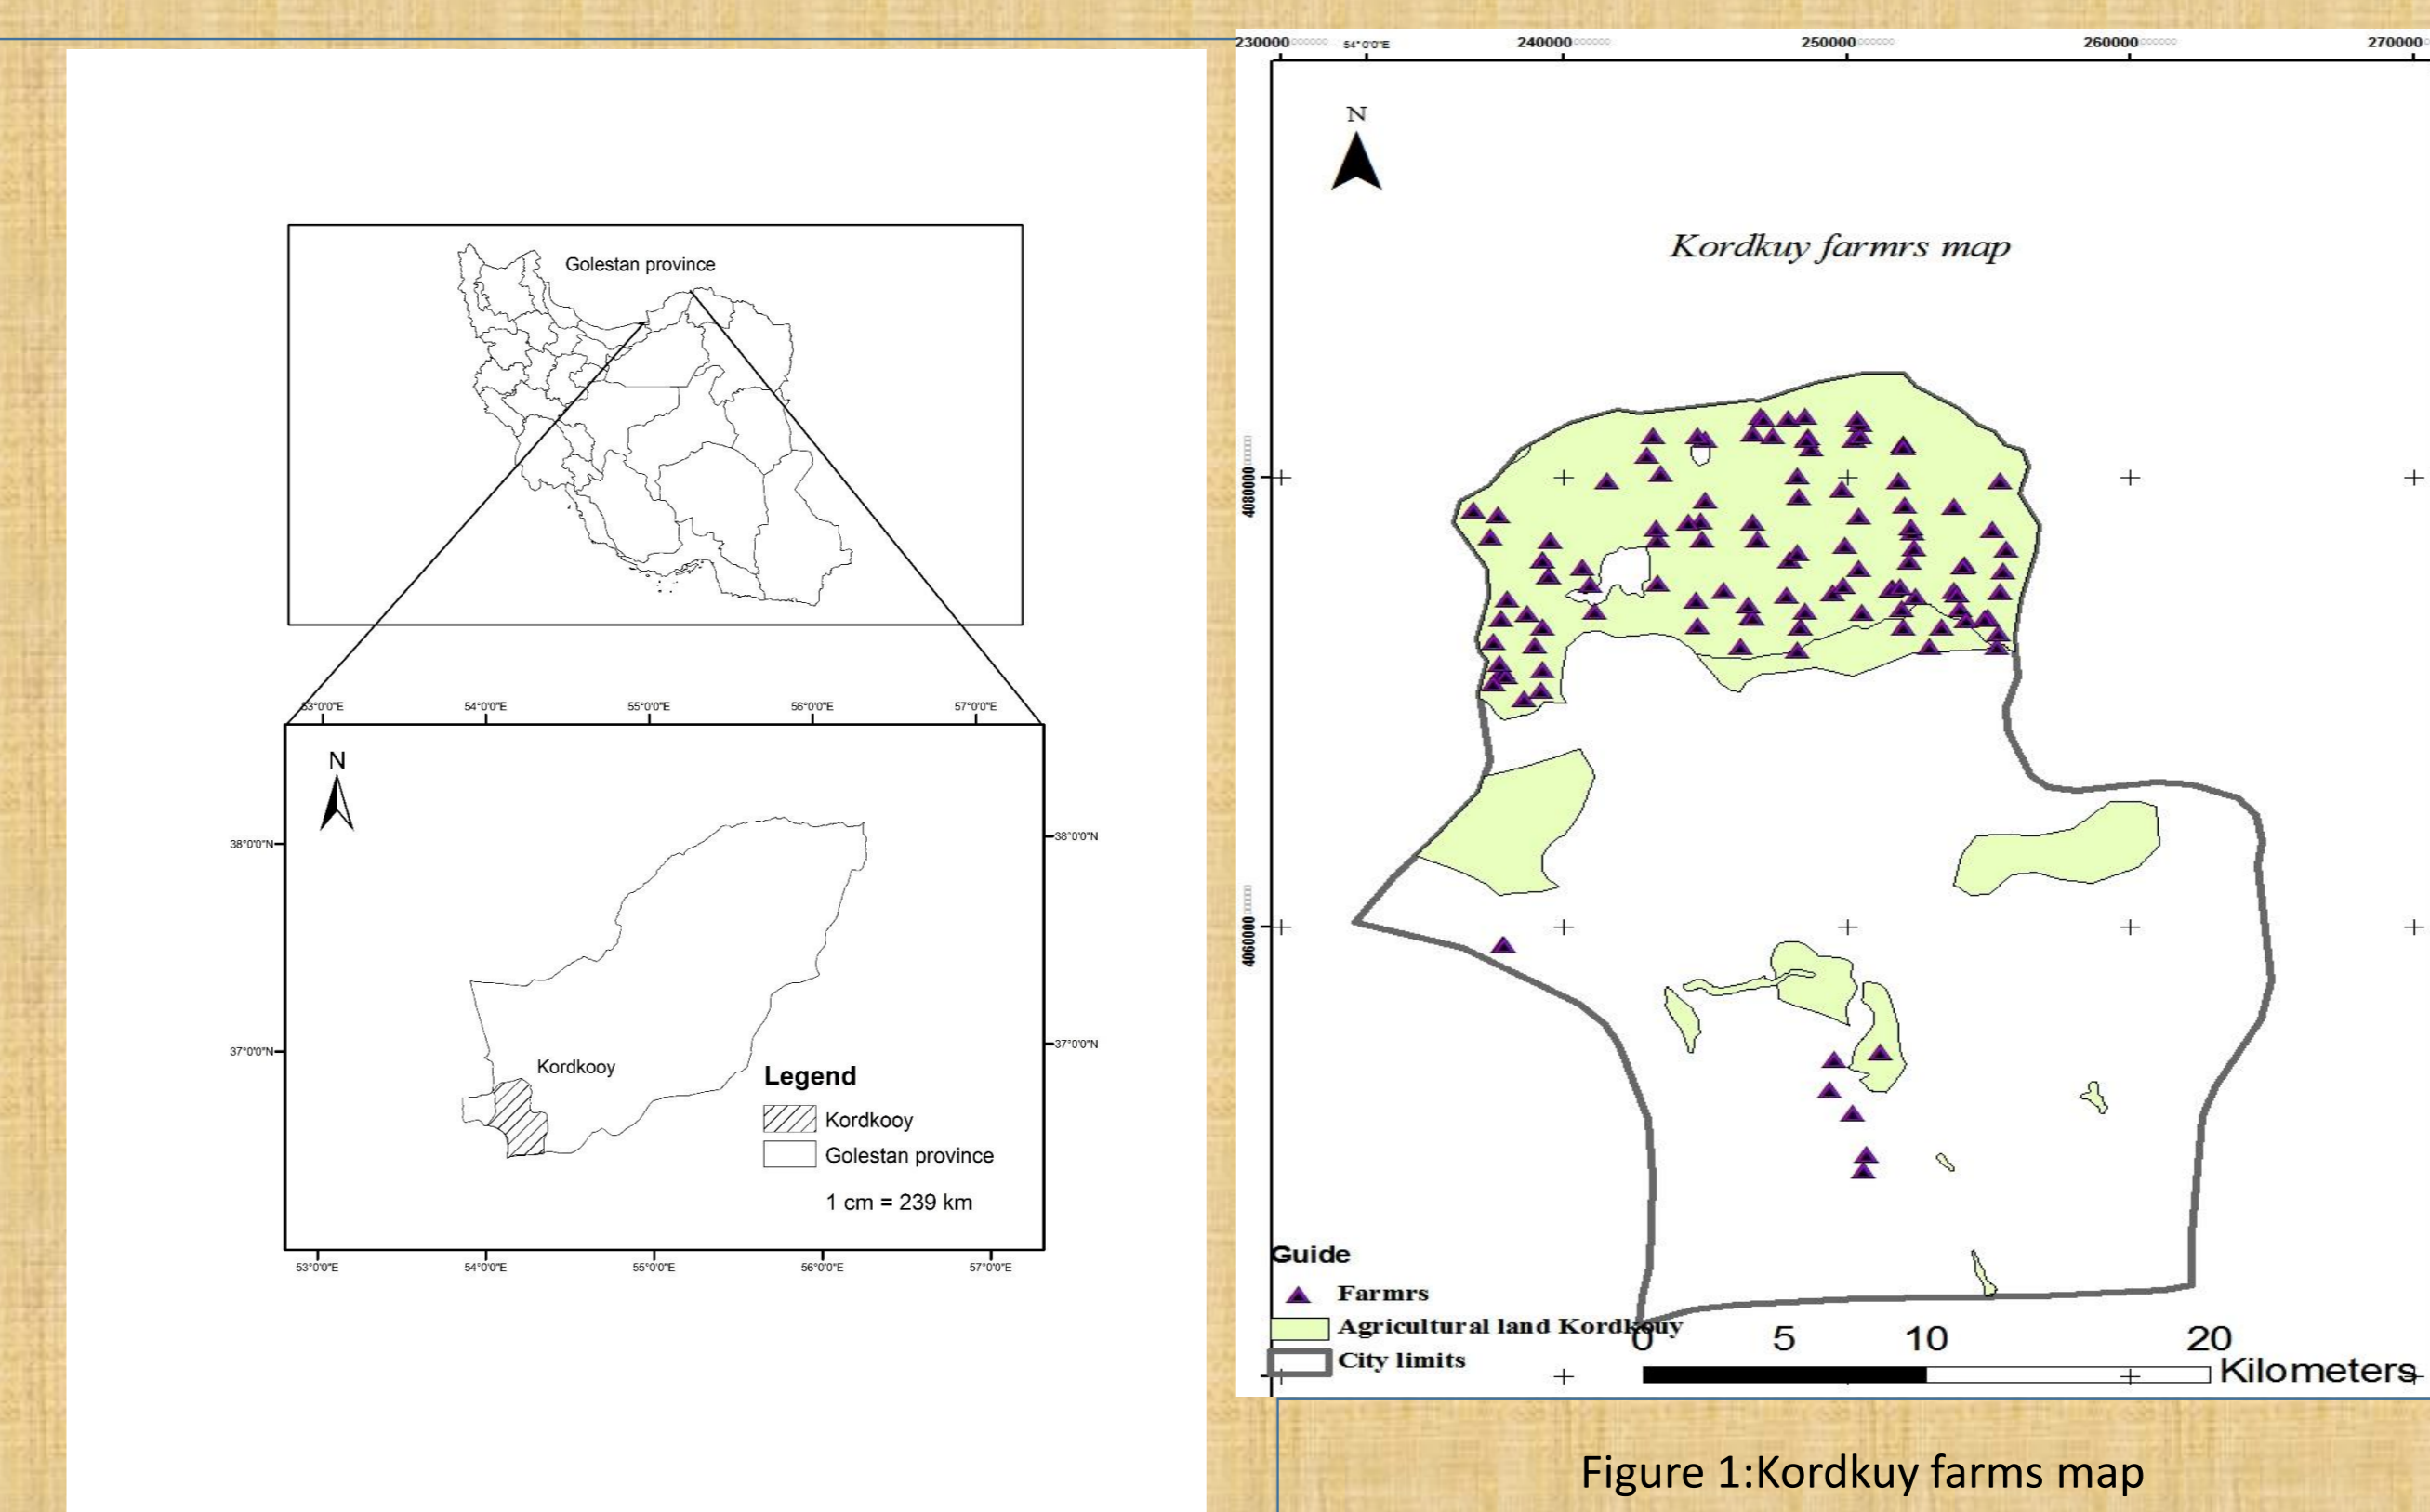 Golestan province
53°0'0"E 54°0'0"E 55°0'0"E 56°0'0"E 57°0'0"E
N
38°0'0"N 38°0'0"N
37°0'0"N 37°0'0"N
Kordkooy
Legend
Kordkooy
Golestan province
1 cm = 239 km
53°0'0"E 54°0'0"E 55°0'0"E 56°0'0"E 57°0'0"E
230000 54°0'0"E 240000 250000 260000 270000
N
Kordkuy farmrs map
4080000
4060000
Guide
Farmrs
Agricultural land Kordkouy
City limits
0 5 10 20
Kilometers
Figure 1:Kordkuy farms map